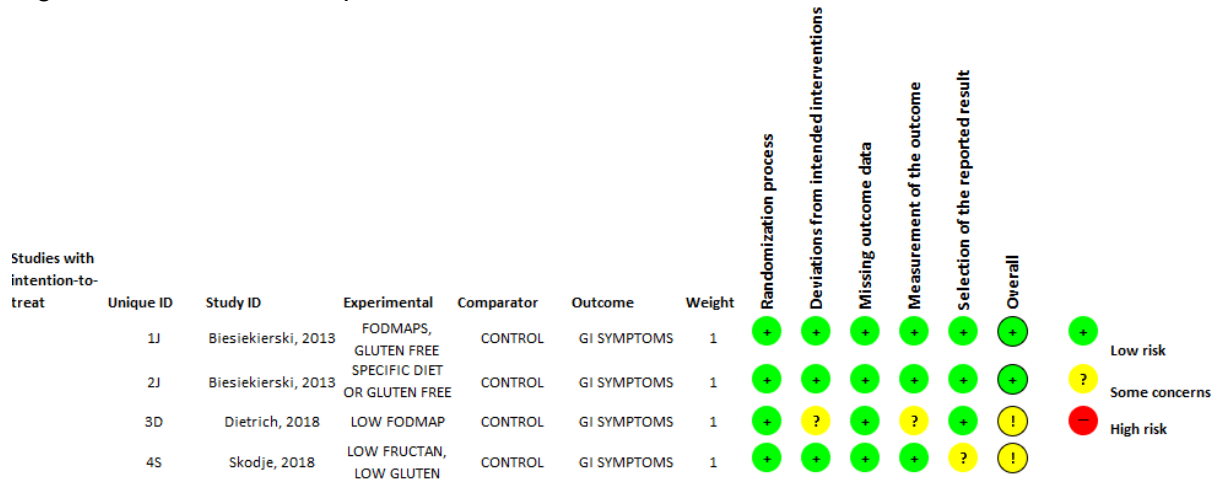 Randomization process
Deviations from intended interventions
Missing outcome data
Measurement of the outcome
Selection of the reported result
Overall
Studies with
intention-to-
treat Unique ID Study ID Experimental Comparator Outcome Weight
1J Biesiekierski, 2013 FODMAPS, GLUTEN FREE CONTROL GI SYMPTOMS 1 + + + + + +
2J Biesiekierski, 2013 SPECIFIC DIET OR GLUTEN FREE CONTROL GI SYMPTOMS 1 + + + + + +
3D Dietrich, 2018 LOW FODMAP CONTROL GI SYMPTOMS 1 + ? + ? + !
4S Skodje, 2018 LOW FRUCTAN, LOW GLUTEN CONTROL GI SYMPTOMS 1 + + + + ? !
+ Low risk
? Some concerns
− High risk